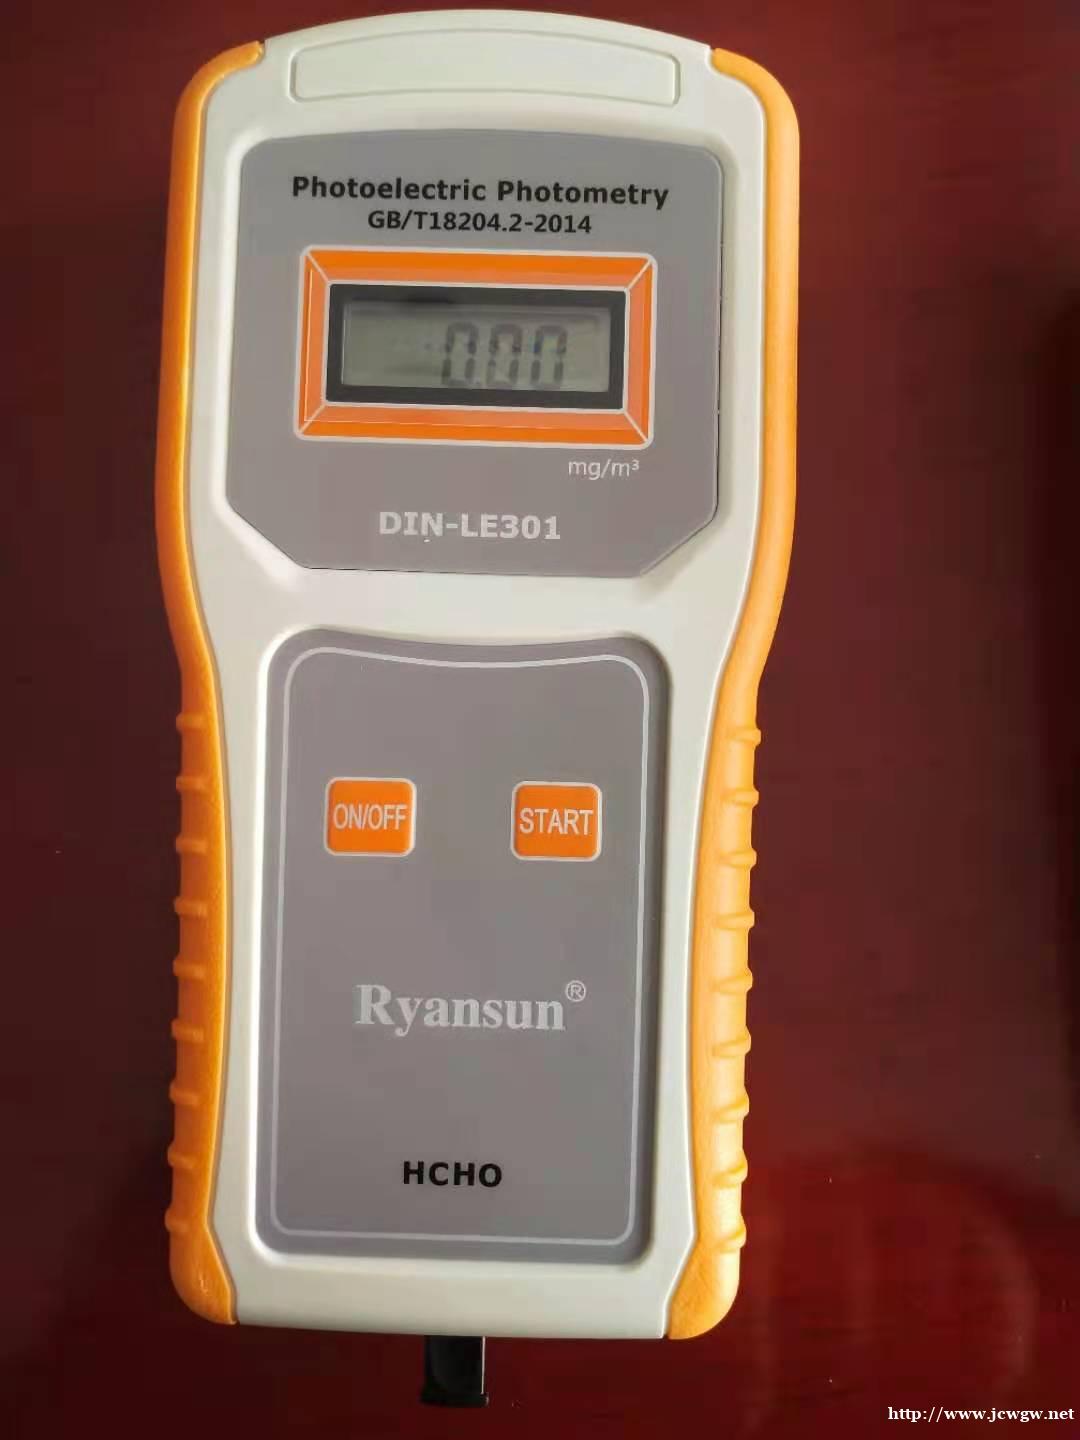 Photoelectric Photometry
GB/T18204.2-2014
0.00
mg/m³
DIN-LE301
ON/OFF
START
Ryansun®
HCHO
http://www.jcwgw.net